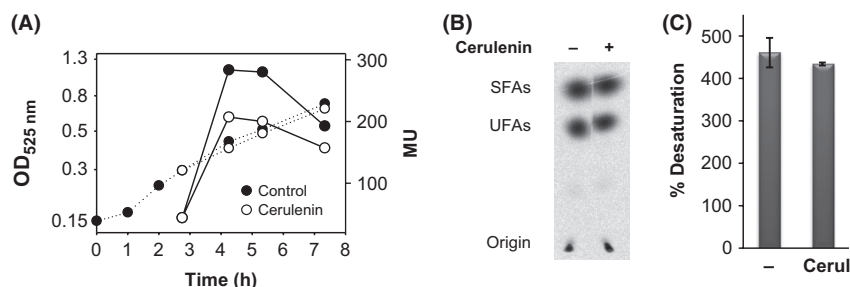 (A)
OD525 nm
1.3
0.8
0.5
0.3
0.15
300
200
100
MU
Control
Cerulenin
0 1 2 3 4 5 6 7 8
Time (h)
(B)
Cerulenin – +
SFAs
UFAs
Origin
(C)
% Desaturation
500
400
300
200
100
0
– Cerul